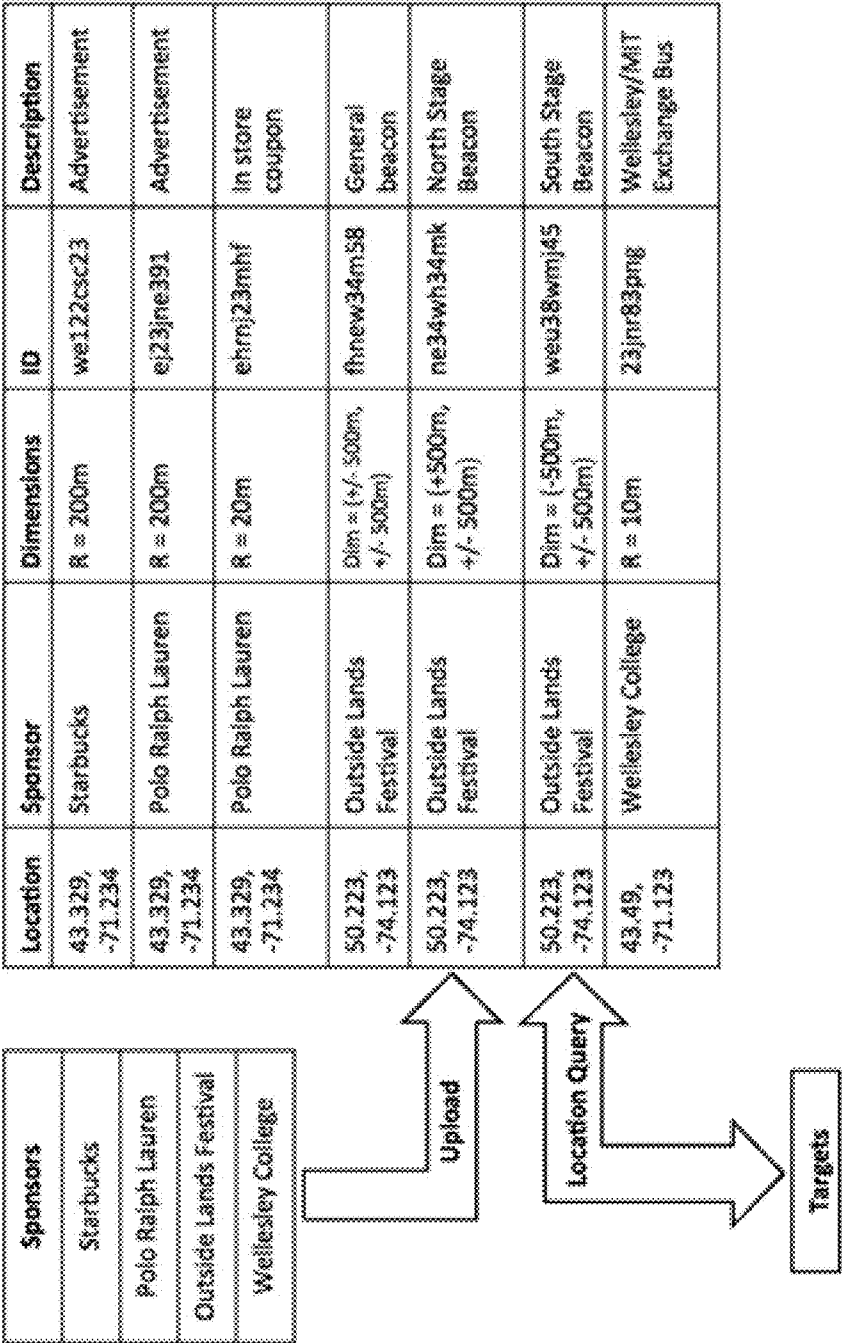 Sponsors
Starbucks
Polo Ralph Lauren
Outside Lands Festival
Wellesley College
Upload
Location Query
Targets
Location Sponsor Dimensions ID Description
43.329, Starbucks R = 200m we122csc23 Advertisement
-71.234
43.329, Polo Ralph Lauren R = 200m ej23jne391 Advertisement
-71.234
43.329, Polo Ralph Lauren R = 20m ehrnj23mhf In store
-71.234 coupon
50.223, Outside Lands Dim = (+/- 500m, fhnew34m58 General
-74.123 Festival +/- 500m) beacon
50.223, Outside Lands Dim = (+500m, ne34wh34mk North Stage
-74.123 Festival +/- 500m) Beacon
50.223, Outside Lands Dim = (-500m, weu38wmj45 South Stage
-74.123 Festival +/- 500m) Beacon
43.49, Wellesley College R = 10m 23jnr83png Wellesley/MIT
-71.123 Exchange Bus